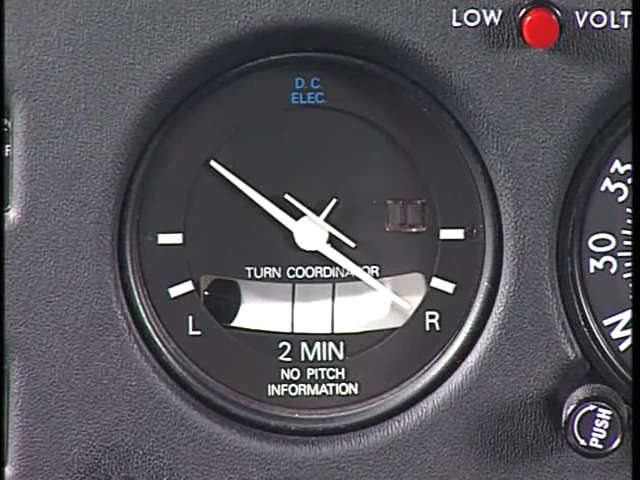 LOW VOLT
D.C.
ELEC.
TURN COORDINATOR
L R
2 MIN
NO PITCH
INFORMATION
33
30
W
PUSH